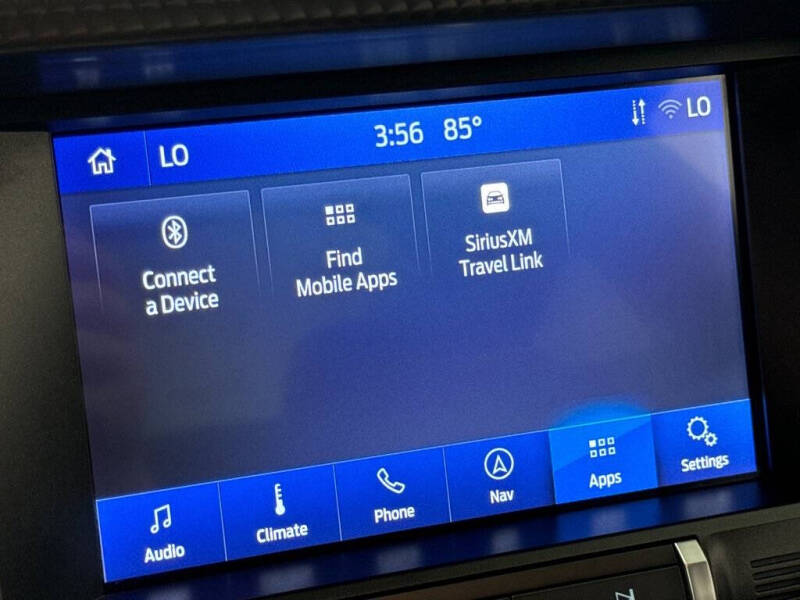 LO
3:56 85°
LO
Connect
a Device
Find
Mobile Apps
SiriusXM
Travel Link
Audio
Climate
Phone
Nav
Apps
Settings